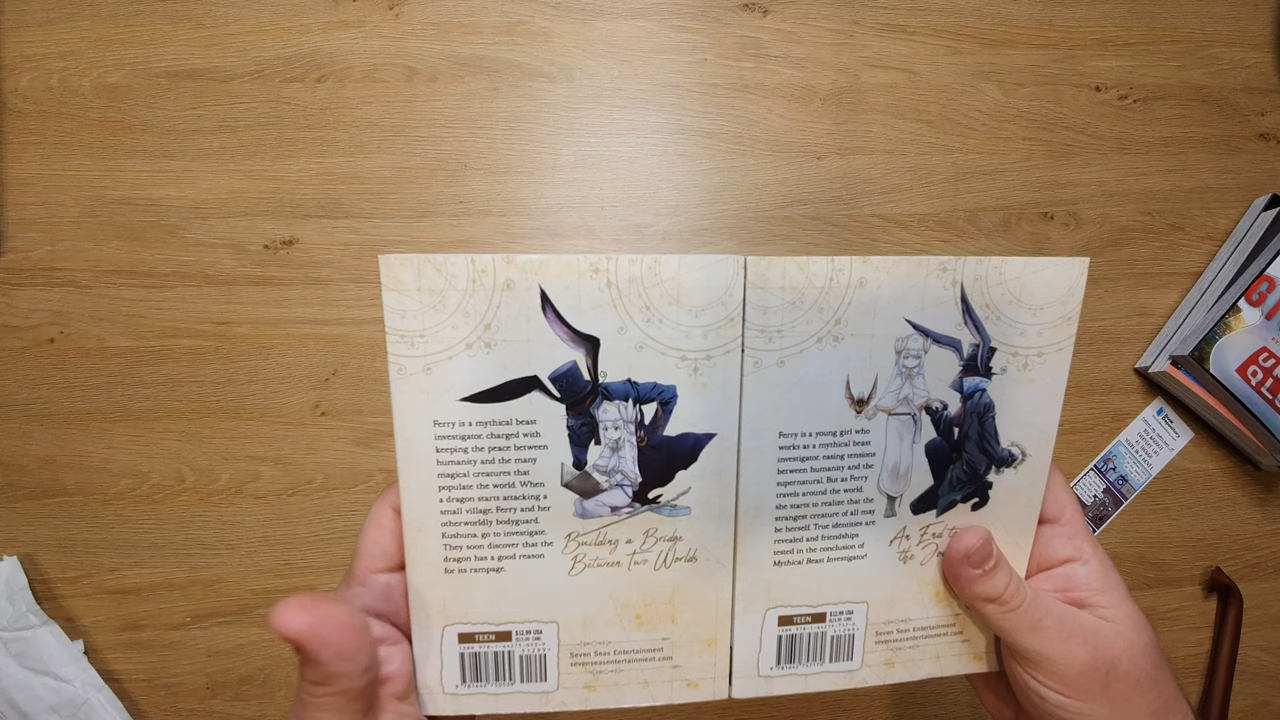 Ferry is a mythical beast
investigator, charged with
keeping the peace between
humanity and the many
magical creatures that
populate the world. When
a dragon starts attacking a
small village, Ferry and her
otherworldly bodyguard,
Kushuna, go to investigate.
They soon discover that the
dragon has a good reason
for its rampage.
Building a Bridge
Between Two Worlds
TEEN
$12.99 USA
Seven Seas Entertainment
sevenseasentertainment.com
Ferry is a young girl who
works as a mythical beast
investigator, easing tensions
between humanity and the
supernatural. But as Ferry
travels around the world,
she starts to realize that the
strangest creature of all may
be herself. True identities are
revealed and friendships
tested in the conclusion of
Mythical Beast Investigator!
An End
the
TEEN
$12.99 USA
Seven Seas Entertainment
sevenseasentertainment.com
Book
Depository